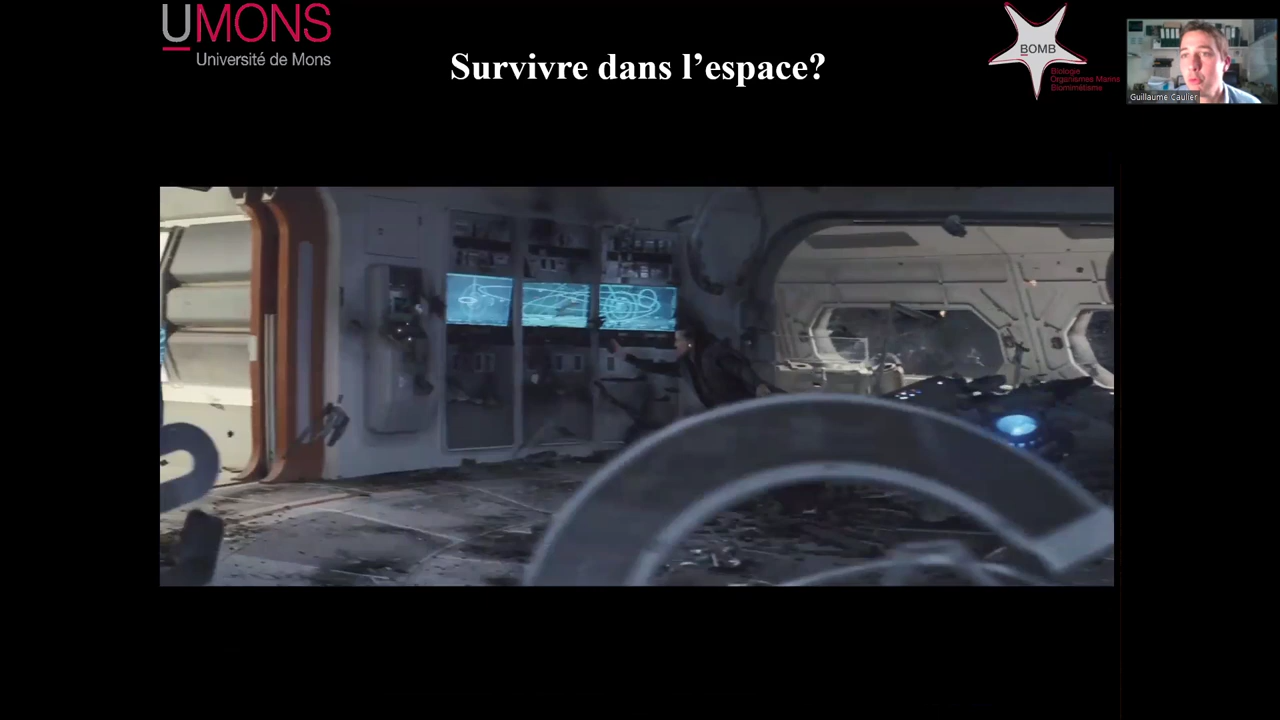 UMONS
Université de Mons
Survivre dans l’espace?
BOMB
Biologie
Organismes Marins
Biomimétisme
Guillaume Caulier